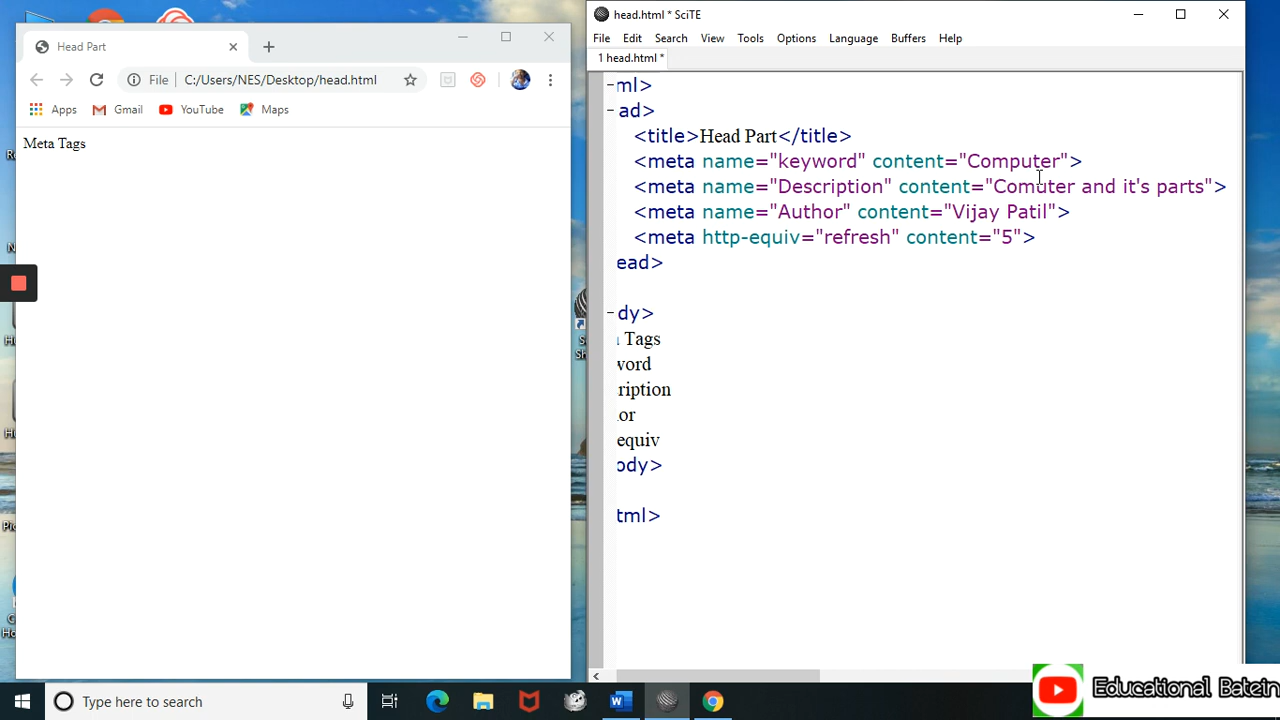 Head Part
File C:/Users/NES/Desktop/head.html
Apps Gmail YouTube Maps
Meta Tags
head.html * SciTE
File Edit Search View Tools Options Language Buffers Help
1 head.html *
ml>
ad>
<title>Head Part</title>
<meta name="keyword" content="Computer">
<meta name="Description" content="Comuter and it's parts">
<meta name="Author" content="Vijay Patil">
<meta http-equiv="refresh" content="5">
ead>
dy>
Tags
word
ription
or
equiv
ody>
tml>
Type here to search
Educational Batein